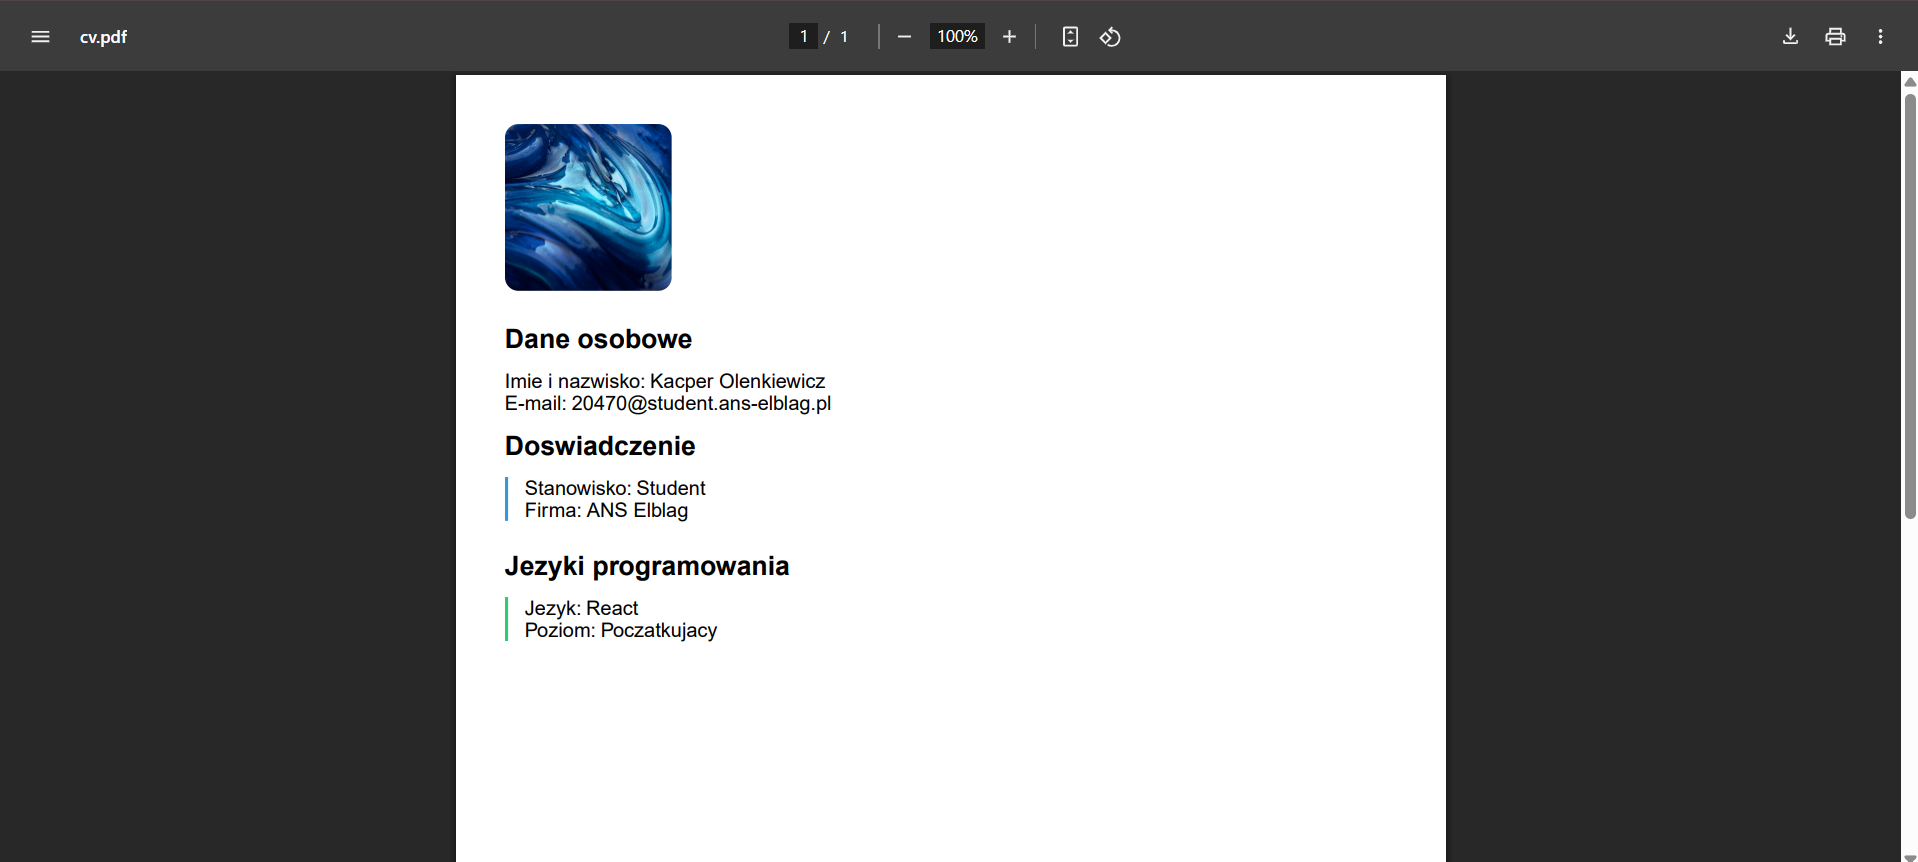 cv.pdf
1 / 1
100%
Dane osobowe
Imie i nazwisko: Kacper Olenkiewicz
E-mail: 20470@student.ans-elblag.pl
Doswiadczenie
Stanowisko: Student
Firma: ANS Elblag
Jezyki programowania
Jezyk: React
Poziom: Poczatkujacy